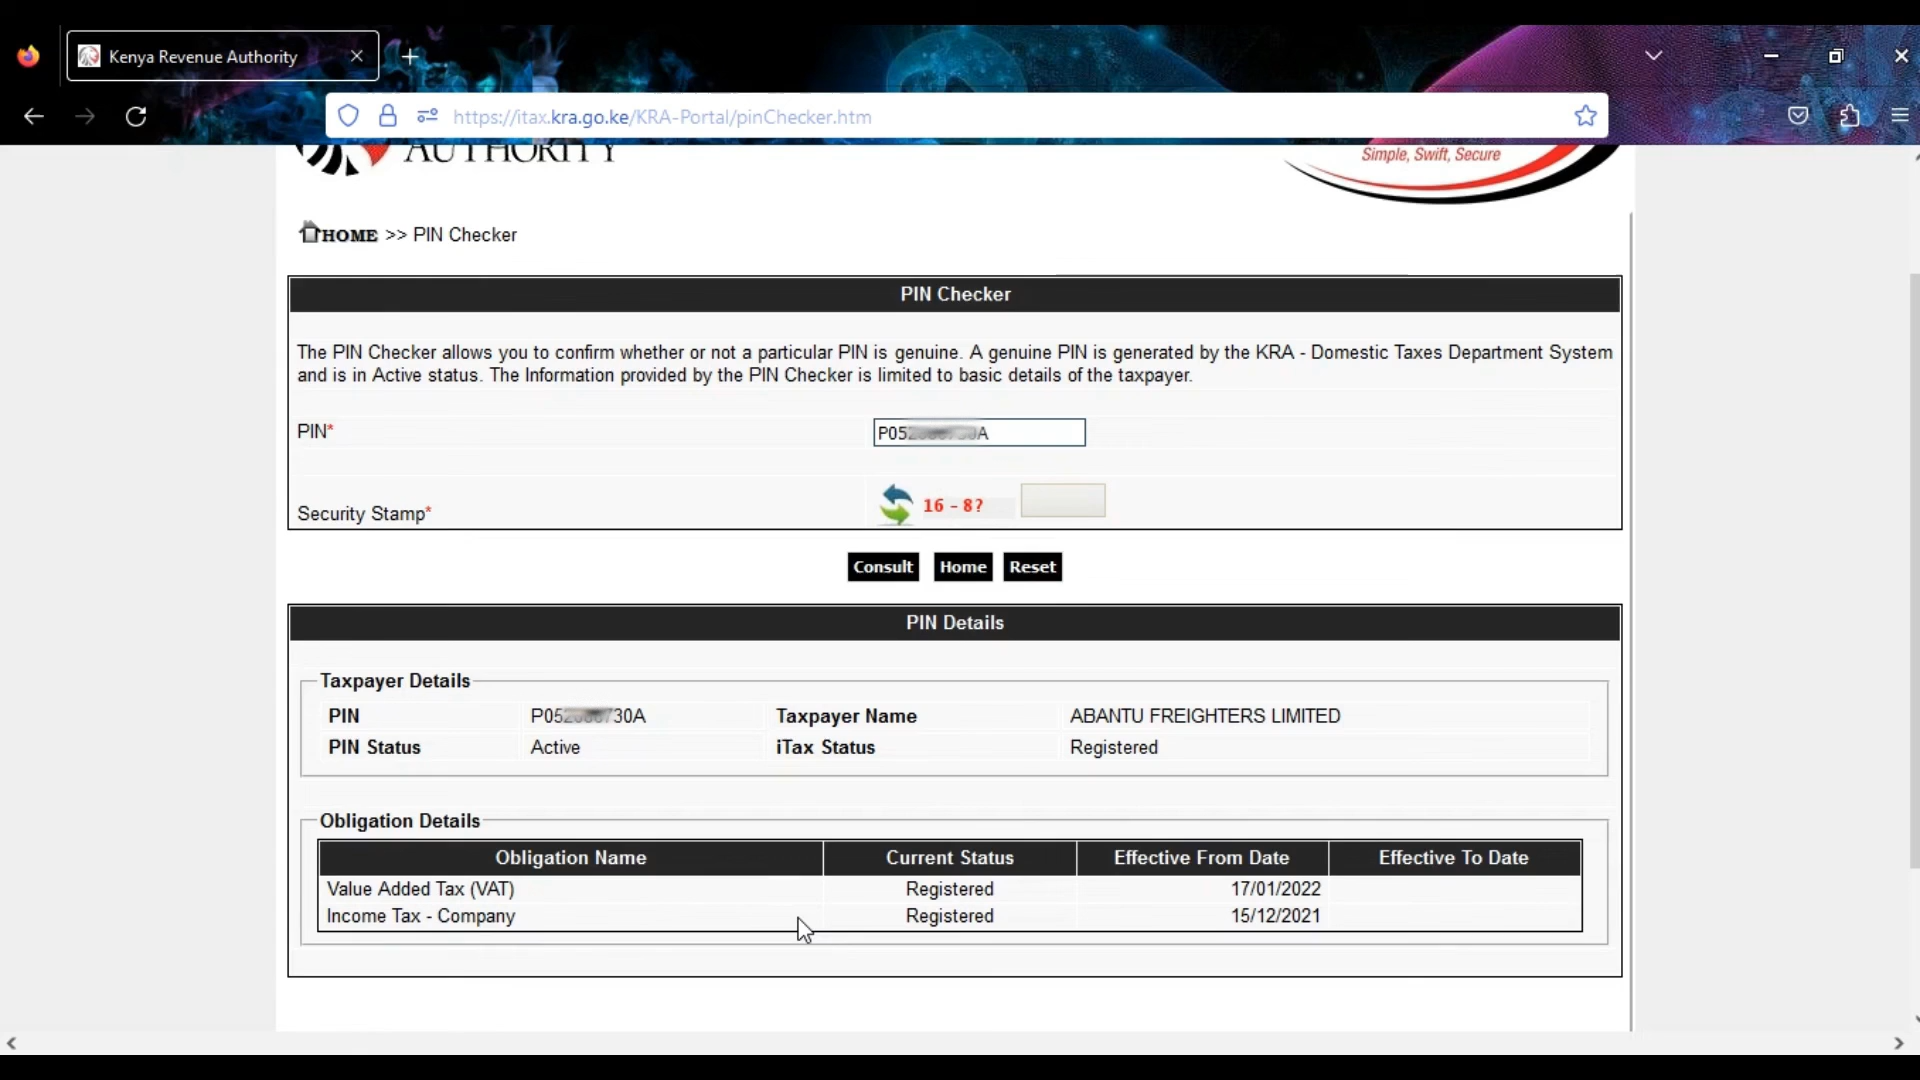 Kenya Revenue Authority
https://itax.kra.go.ke/KRA-Portal/pinChecker.htm
AUTHORITY
Simple, Swift, Secure
HOME >> PIN Checker
PIN Checker
The PIN Checker allows you to confirm whether or not a particular PIN is genuine. A genuine PIN is generated by the KRA - Domestic Taxes Department System
and is in Active status. The Information provided by the PIN Checker is limited to basic details of the taxpayer.
PIN*
Security Stamp* 16 - 8?
Consult Home Reset
PIN Details
Taxpayer Details
PIN Taxpayer Name ABANTU FREIGHTERS LIMITED
PIN Status Active iTax Status Registered
Obligation Details
Obligation Name Current Status Effective From Date Effective To Date
Value Added Tax (VAT) Registered 17/01/2022
Income Tax - Company Registered 15/12/2021